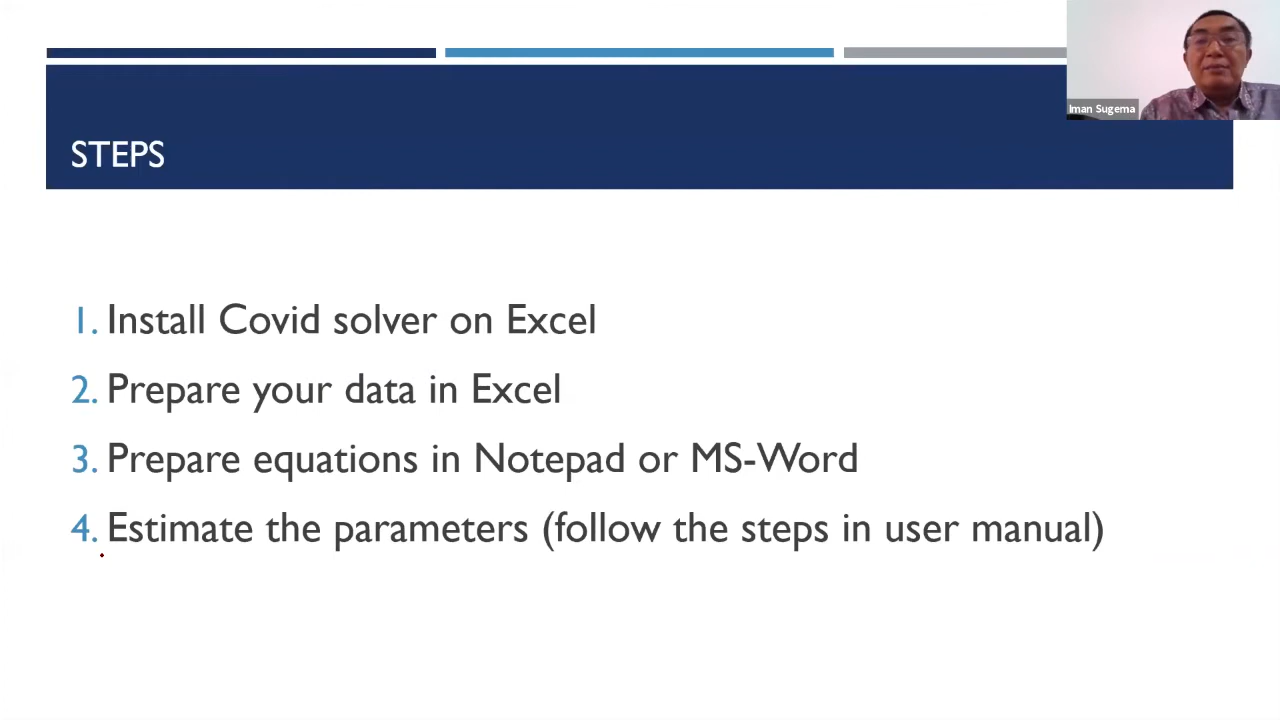 Iman Sugema
STEPS
1. Install Covid solver on Excel
2. Prepare your data in Excel
3. Prepare equations in Notepad or MS-Word
4. Estimate the parameters (follow the steps in user manual)